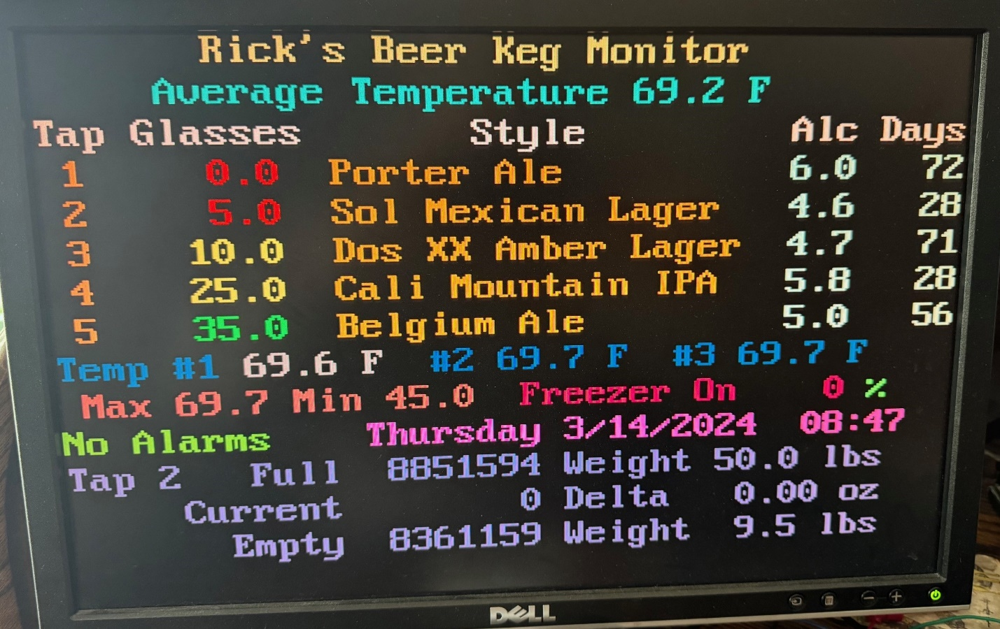 Rick's Beer Keg Monitor
Average Temperature 69.2 F
Tap Glasses Style Alc Days
1 0.0 Porter Ale 6.0 72
2 5.0 Sol Mexican Lager 4.6 28
3 10.0 Dos XX Amber Lager 4.7 71
4 25.0 Cali Mountain IPA 5.8 28
5 35.0 Belgium Ale 5.0 56
Temp #1 69.6 F #2 69.7 F #3 69.7 F
Max 69.7 Min 45.0 Freezer On 0 %
No Alarms Thursday 3/14/2024 08:47
Tap 2 Full 8851594 Weight 50.0 lbs
Current 0 Delta 0.00 oz
Empty 8361159 Weight 9.5 lbs
DELL